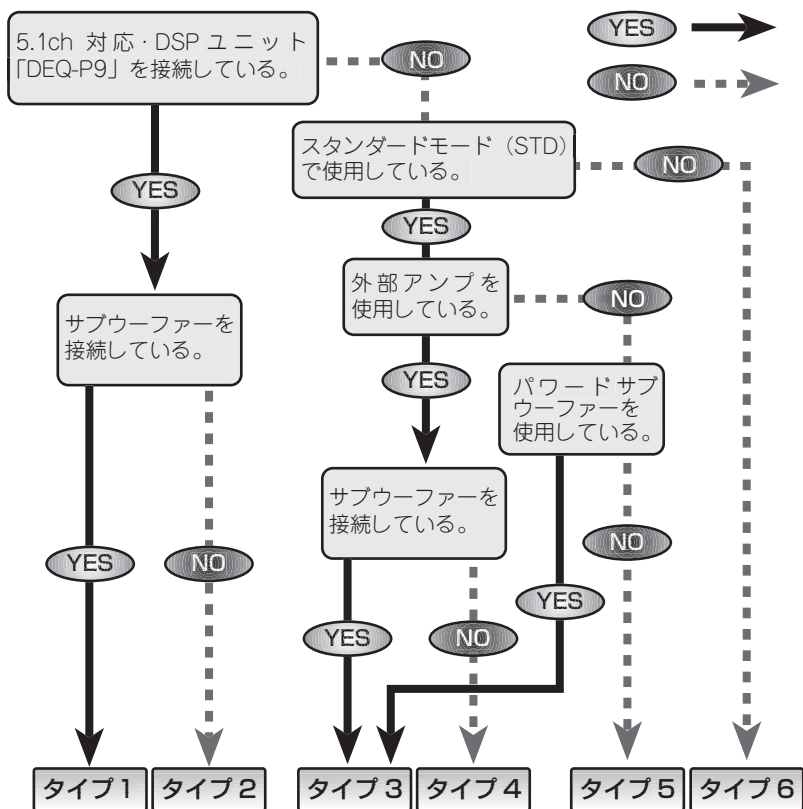 5.1ch 対応・DSP ユニット
「DEQ-P9」を接続している。
NO
YES
NO
スタンダードモード（STD）
で使用している。
NO
YES
YES
外部アンプを
使用している。
NO
サブウーファーを
接続している。
YES
パワードサブ
ウーファーを
使用している。
サブウーファーを
接続している。
YES
NO
NO
YES
YES
NO
タイプ1
タイプ2
タイプ3
タイプ4
タイプ5
タイプ6